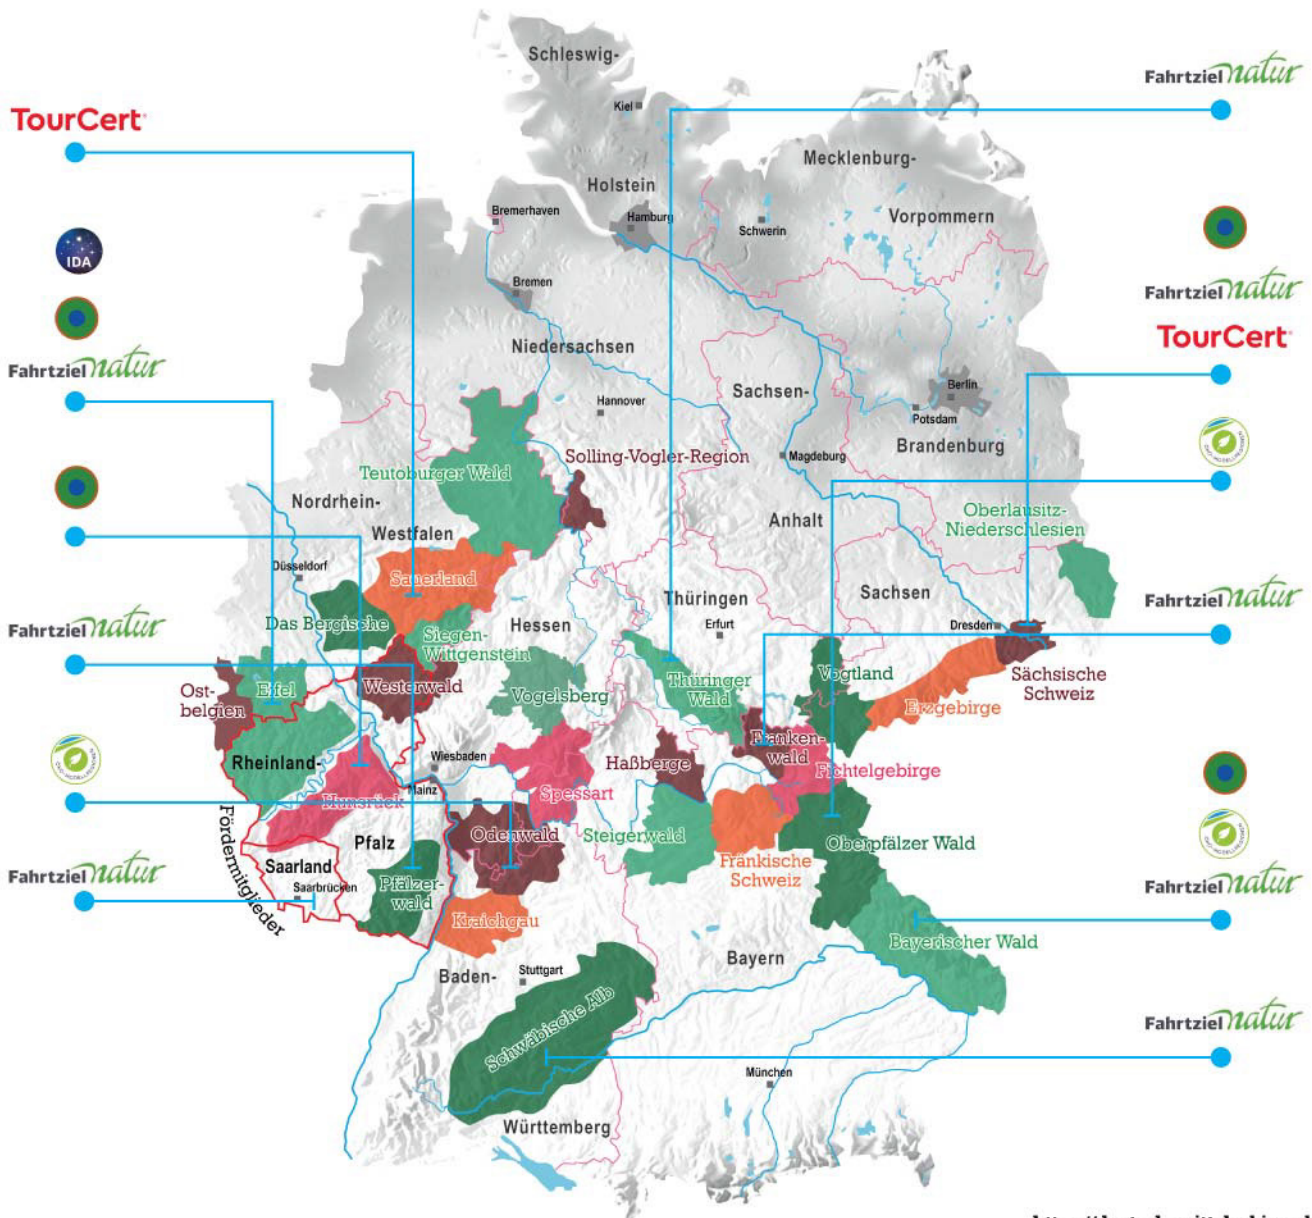 Schleswig-
Fahrtziel natur
Kiel
TourCert
Mecklenburg-
Holstein
Bremerhaven
Hamburg
Vorpommern
Schwerin
IDA
Bremen
Fahrtziel natur
TourCert
Niedersachsen
Fahrtziel natur
Sachsen-
Berlin
Hannover
Potsdam
Brandenburg
Solling-Vogler-Region
Magdeburg
Teutoburger Wald
Nordrhein-
Oberlausitz-
Niederschlesien
Anhalt
Westfalen
Düsseldorf
Sauerland
Sachsen
Thüringen
Fahrtziel natur
Das Bergische
Hessen
Erfurt
Dresden
Fahrtziel natur
Siegen-
Wittgenstein
Sächsische
Schweiz
Vogtland
Thüringer
Wald
Westerwald
Ost-
belgien
Eifel
Vogelsberg
Erzgebirge
Franken-
wald
Rheinland-
Wiesbaden
Haßberge
Fichtelgebirge
Mainz
Hunsrück
Spessart
Odenwald
Steigerwald
Oberpfälzer Wald
Pfalz
Fränkische
Schweiz
Saarland
Saarbrücken
Fördermitglieder
Pfälzer-
wald
Fahrtziel natur
Fahrtziel natur
Kraichgau
Bayerischer Wald
Bayern
Baden-
Stuttgart
Schwäbische Alb
Fahrtziel natur
München
Württemberg